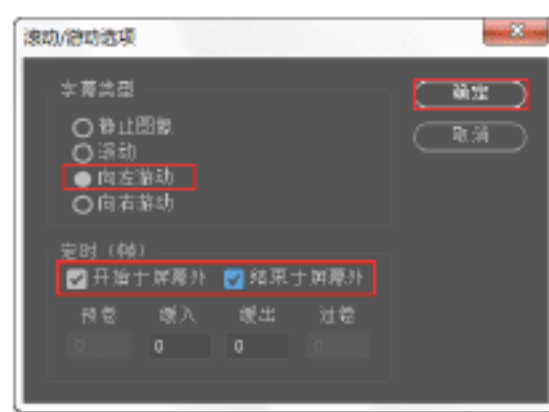 滚动/游动选项
字幕类型
静止图像
滚动
向左游动
向右游动
确定
取消
定时（帧）
开始于屏幕外 结束于屏幕外
预卷 缓入 缓出 过卷
0 0 0 0